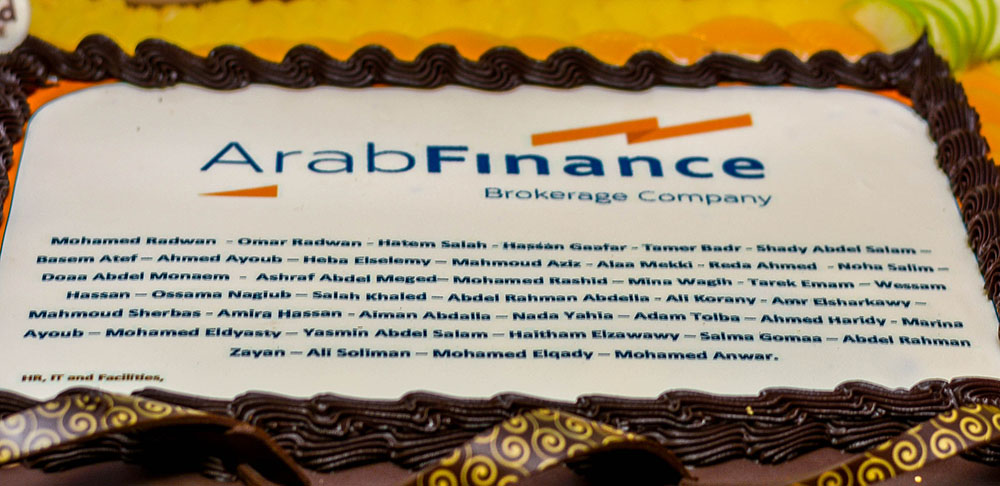 d
ArabFinance
Brokerage Company
Mohamed Radwan - Omar Radwan - Hatem Salah - Hassan Gaafar - Tamer Badr - Shady Abdel Salam –
Basem Atef – Ahmed Ayoub – Heba Elselemy – Mahmoud Aziz - Alaa Mekki - Reda Ahmed - Noha Salim –
Doaa Abdel Monaem - Ashraf Abdel Meged– Mohamed Rashid – Mina Wagih - Tarek Emam – Wessam
Hassan – Ossama Nagiub – Salah Khaled – Abdel Rahman Abdella - Ali Korany - Amr Elsharkawy –
Mahmoud Sherbas - Amira Hassan - Aiman Abdalla – Nada Yahia – Adam Tolba – Ahmed Haridy - Marina
Ayoub – Mohamed Eldyasty – Yasmin Abdel Salam – Haitham Elzawawy – Salma Gomaa – Abdel Rahman
Zayan – Ali Soliman – Mohamed Elqady – Mohamed Anwar.
HR, IT and Facilities,